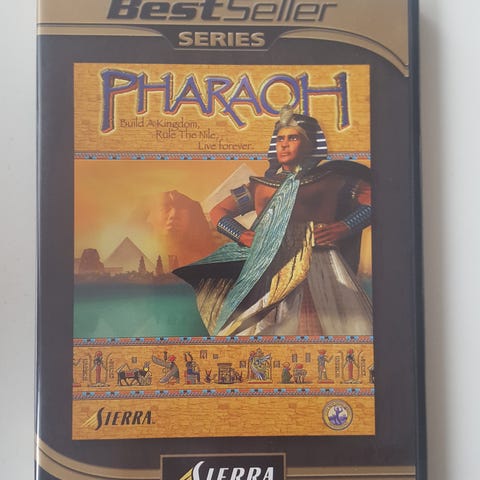 BestSeller
SERIES
PHARAOH
Build A Kingdom,
Rule The Nile,
Live forever.
SIERRA
SIERRA